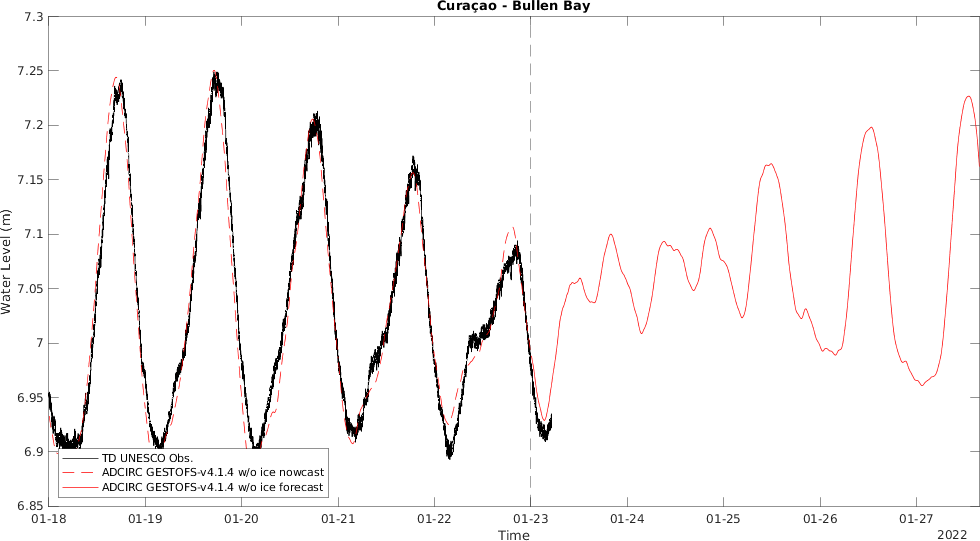 Curaçao - Bullen Bay
Water Level (m)
7.3
7.25
7.2
7.15
7.1
7.05
7
6.95
6.9
6.85
TD UNESCO Obs.
ADCIRC GESTOFS-v4.1.4 w/o ice nowcast
ADCIRC GESTOFS-v4.1.4 w/o ice forecast
01-18 01-19 01-20 01-21 01-22 01-23 01-24 01-25 01-26 01-27
Time
2022